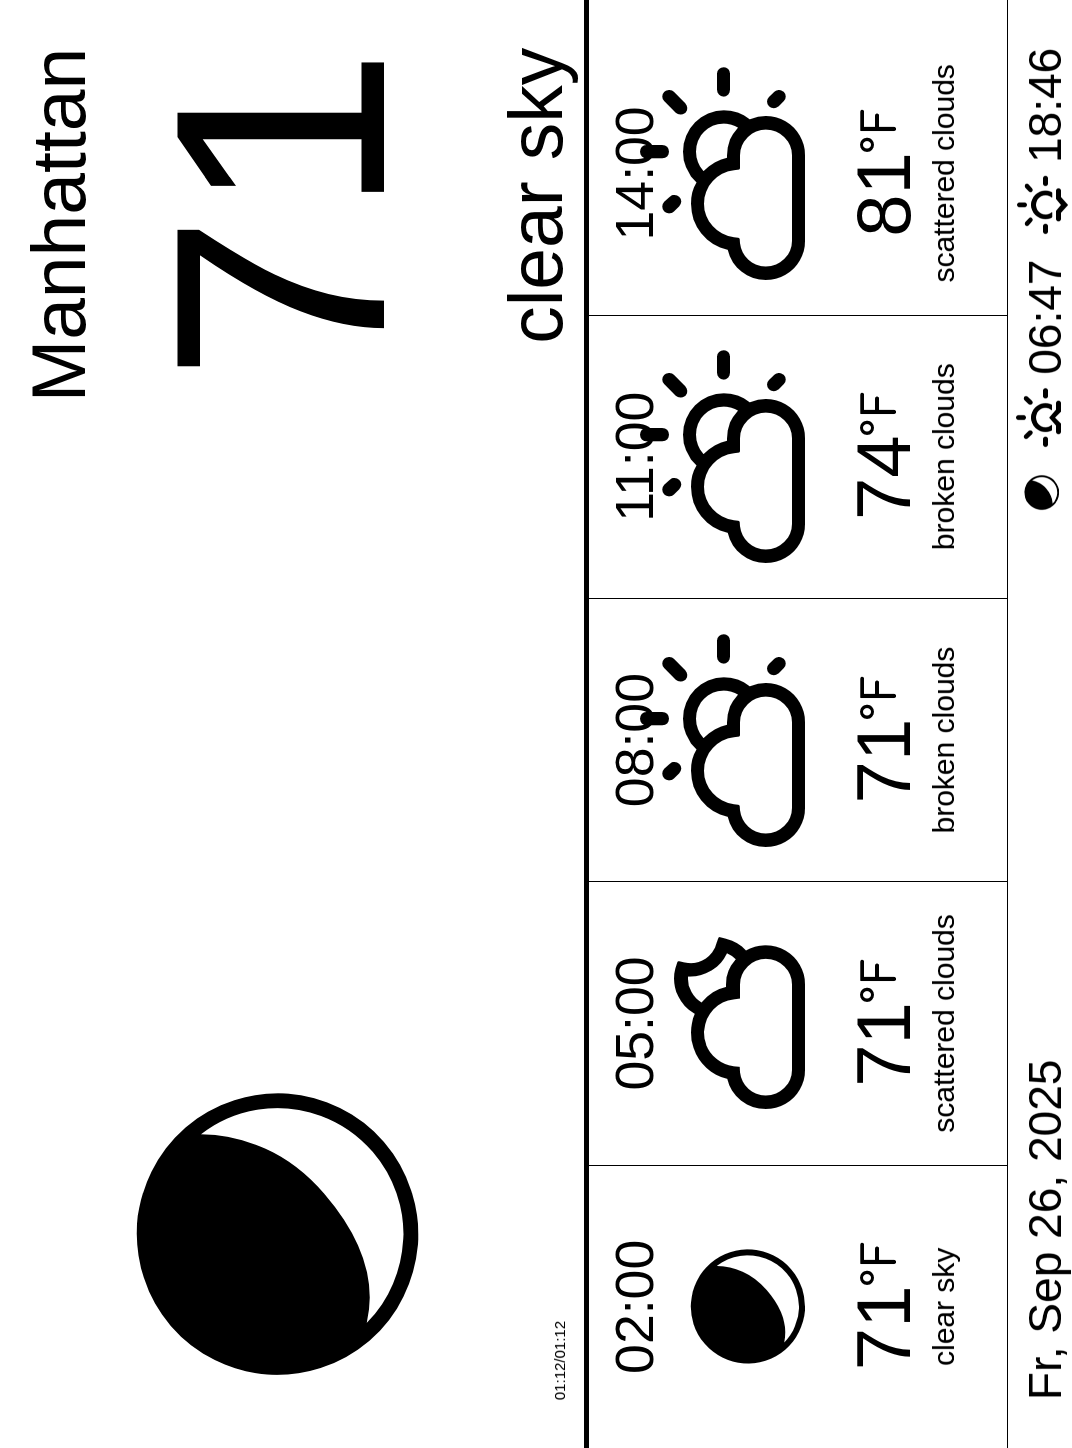 Manhattan
71
clear sky
01:12/01:12
02:00
71°F
clear sky
05:00
71°F
scattered clouds
08:00
71°F
broken clouds
11:00
74°F
broken clouds
14:00
81°F
scattered clouds
Fr, Sep 26, 2025
06:47
18:46